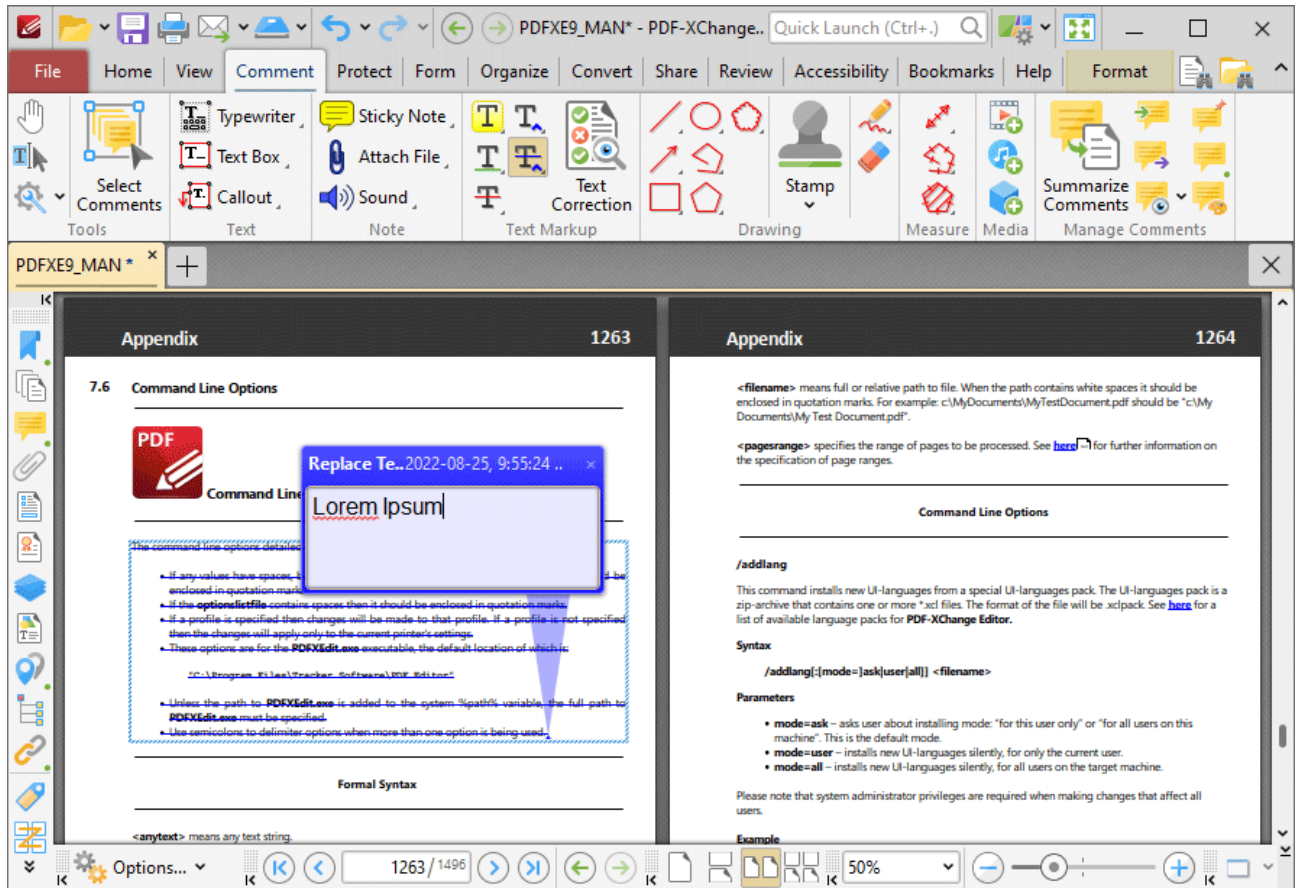 PDFXE9_MAN* - PDF-XChange..
Quick Launch (Ctrl+.)
File
Home
View
Comment
Protect
Form
Organize
Convert
Share
Review
Accessibility
Bookmarks
Help
Format
Select
Comments
Tools
Typewriter
Text Box
Callout
Text
Sticky Note
Attach File
Sound
Note
Text
Correction
Text Markup
Stamp
Drawing
Measure
Media
Summarize
Comments
Manage Comments
PDFXE9_MAN *
Appendix 1263
7.6 Command Line Options
PDF
Command Line
Replace Te..2022-08-25, 9:55:24 ..
Lorem Ipsum
The command line options detailed
• If any values have spaces,
d be
enclosed in quotation mark
• If the optionslistfile contains spaces then it should be enclosed in quotation marks.
• If a profile is specified then changes will be made to that profile. If a profile is not specified
then the changes will apply only to the current printer's settings.
• These options are for the PDFXEdit.exe executable, the default location of which is:
"C:\Program Files\Tracker Software\PDF Editor"
• Unless the path to PDFXEdit.exe is added to the system %path% variable, the full path to
PDFXEdit.exe must be specified.
• Use semicolons to delimiter options when more than one option is being used.
Formal Syntax
<anytext> means any text string.
Appendix 1264
<filename> means full or relative path to file. When the path contains white spaces it should be
enclosed in quotation marks. For example: c:\MyDocuments\MyTestDocument.pdf should be "c:\My
Documents\My Test Document.pdf".
<pagesrange> specifies the range of pages to be processed. See here for further information on
the specification of page ranges.
Command Line Options
/addlang
This command installs new UI-languages from a special UI-languages pack. The UI-languages pack is a
zip-archive that contains one or more *.xcl files. The format of the file will be .xclpack. See here for a
list of available language packs for PDF-XChange Editor.
Syntax
/addlang[:[mode=]ask|user|all]] <filename>
Parameters
• mode=ask – asks user about installing mode: "for this user only" or "for all users on this
machine". This is the default mode.
• mode=user – installs new UI-languages silently, for only the current user.
• mode=all – installs new UI-languages silently, for all users on the target machine.
Please note that system administrator privileges are required when making changes that affect all
users.
Example
Options...
1263 / 1496
50%